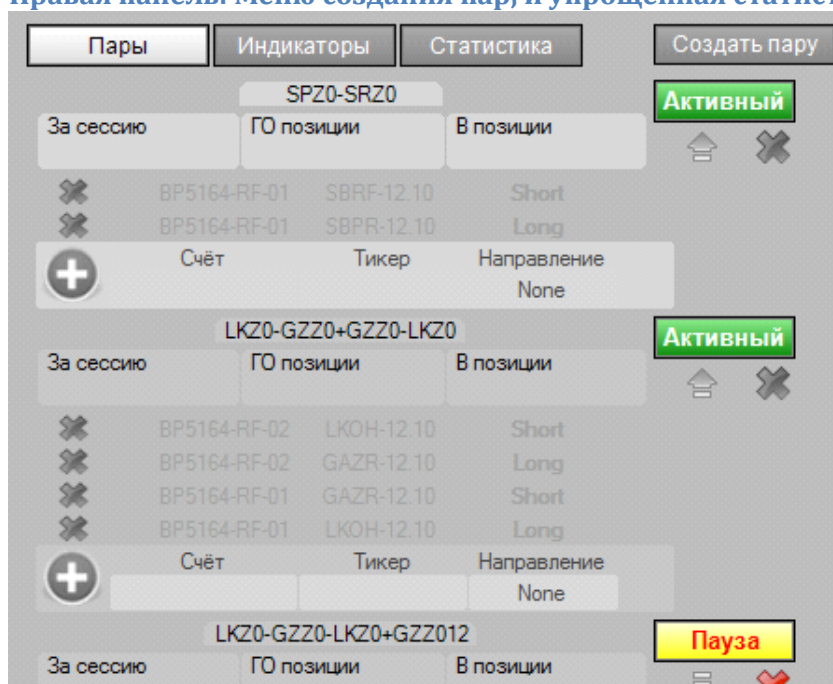 Правая панель. Меню создания пар, и упрощенная статис
Пары Индикаторы Статистика Создать пару
SPZ0-SRZ0 Активный
За сессию ГО позиции В позиции
BP5164-RF-01 SBRF-12.10 Short
BP5164-RF-01 SBPR-12.10 Long
Счёт Тикер Направление
None
LKZ0-GZZ0+GZZ0-LKZ0 Активный
За сессию ГО позиции В позиции
BP5164-RF-02 LKOH-12.10 Short
BP5164-RF-02 GAZR-12.10 Long
BP5164-RF-01 GAZR-12.10 Short
BP5164-RF-01 LKOH-12.10 Long
Счёт Тикер Направление
None
LKZ0-GZZ0-LKZ0+GZZ012 Пауза
За сессию ГО позиции В позиции